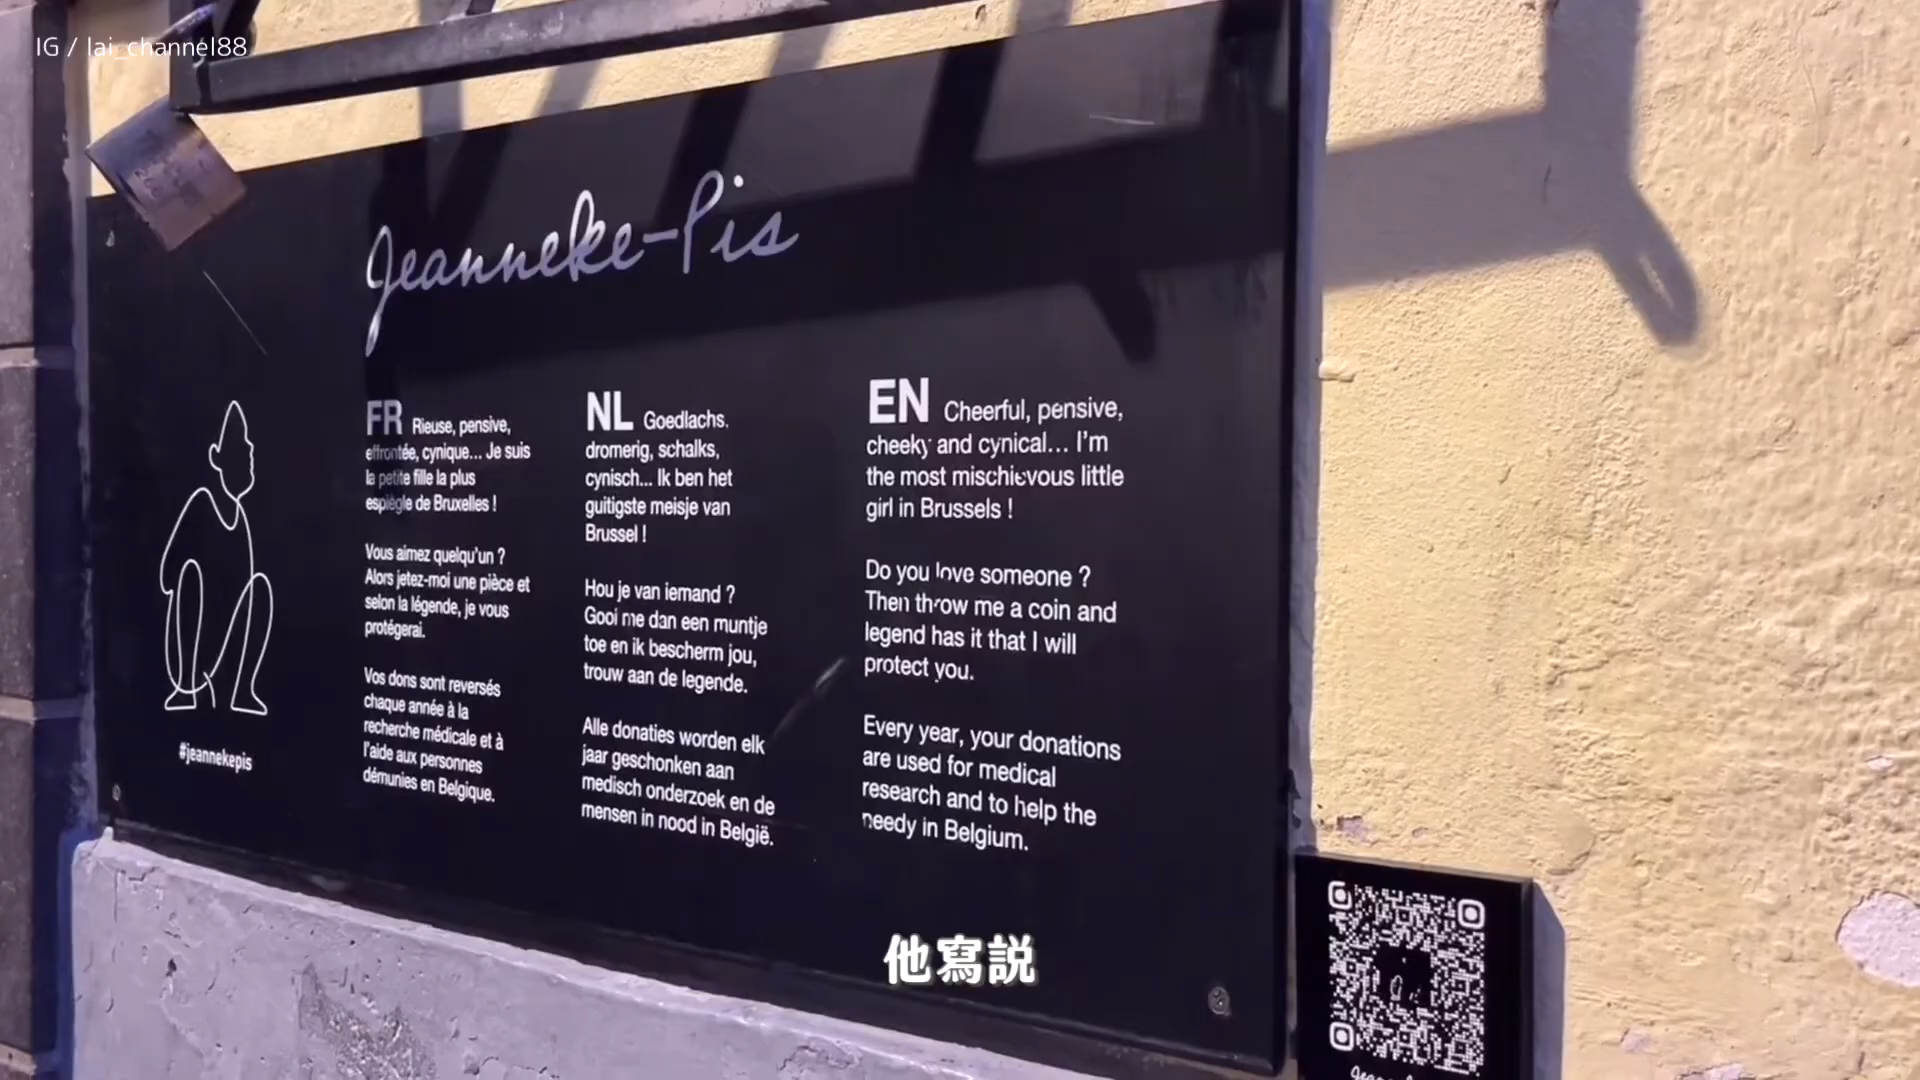 IG / lai_channel88
Jeanneke-Pis
FR Rieuse, pensive,
effrontée, cynique... Je suis
la petite fille la plus
espiègle de Bruxelles !
Vous aimez quelqu'un ?
Alors jetez-moi une pièce et
selon la légende, je vous
protégerai.
Vos dons sont reversés
chaque année à la
recherche médicale et à
l'aide aux personnes
démunies en Belgique.
NL Goedlachs,
dromerig, schalks,
cynisch... Ik ben het
guitigste meisje van
Brussel !
Hou je van iemand ?
Gooi me dan een muntje
toe en ik bescherm jou,
trouw aan de legende.
Alle donaties worden elk
jaar geschonken aan
medisch onderzoek en de
mensen in nood in België.
EN Cheerful, pensive,
cheeky and cynical... I'm
the most mischievous little
girl in Brussels !
Do you love someone ?
Then throw me a coin and
legend has it that I will
protect you.
Every year, your donations
are used for medical
research and to help the
needy in Belgium.
#jeannekepis
他寫説